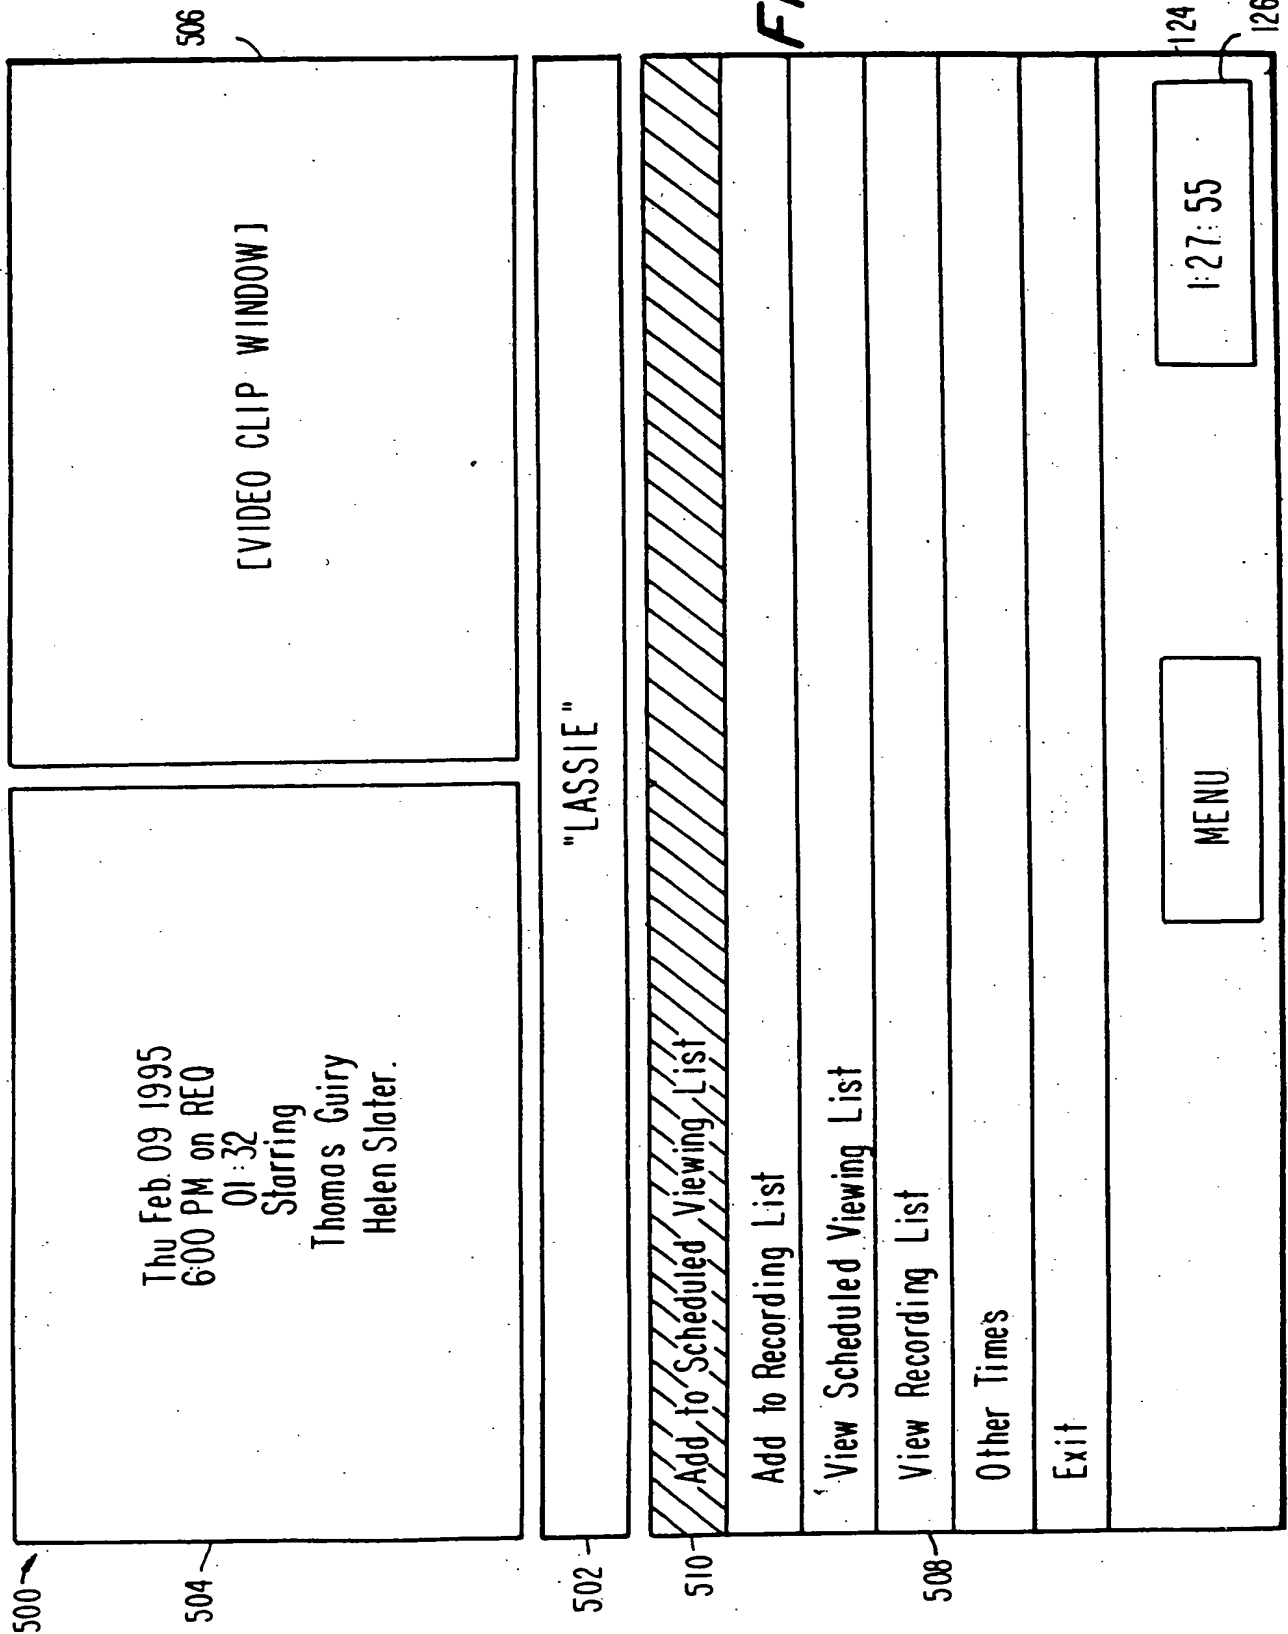 500
504
Thu Feb. 09 1995
6:00 PM on REQ
01:32
Starring
Thomas Guiry
Helen Slater.
[VIDEO CLIP WINDOW]
506
502
"LASSIE"
510
Add to Scheduled Viewing List
Add to Recording List
View Scheduled Viewing List
508
View Recording List
Other Times
Exit
MENU
1:27:55
124
126